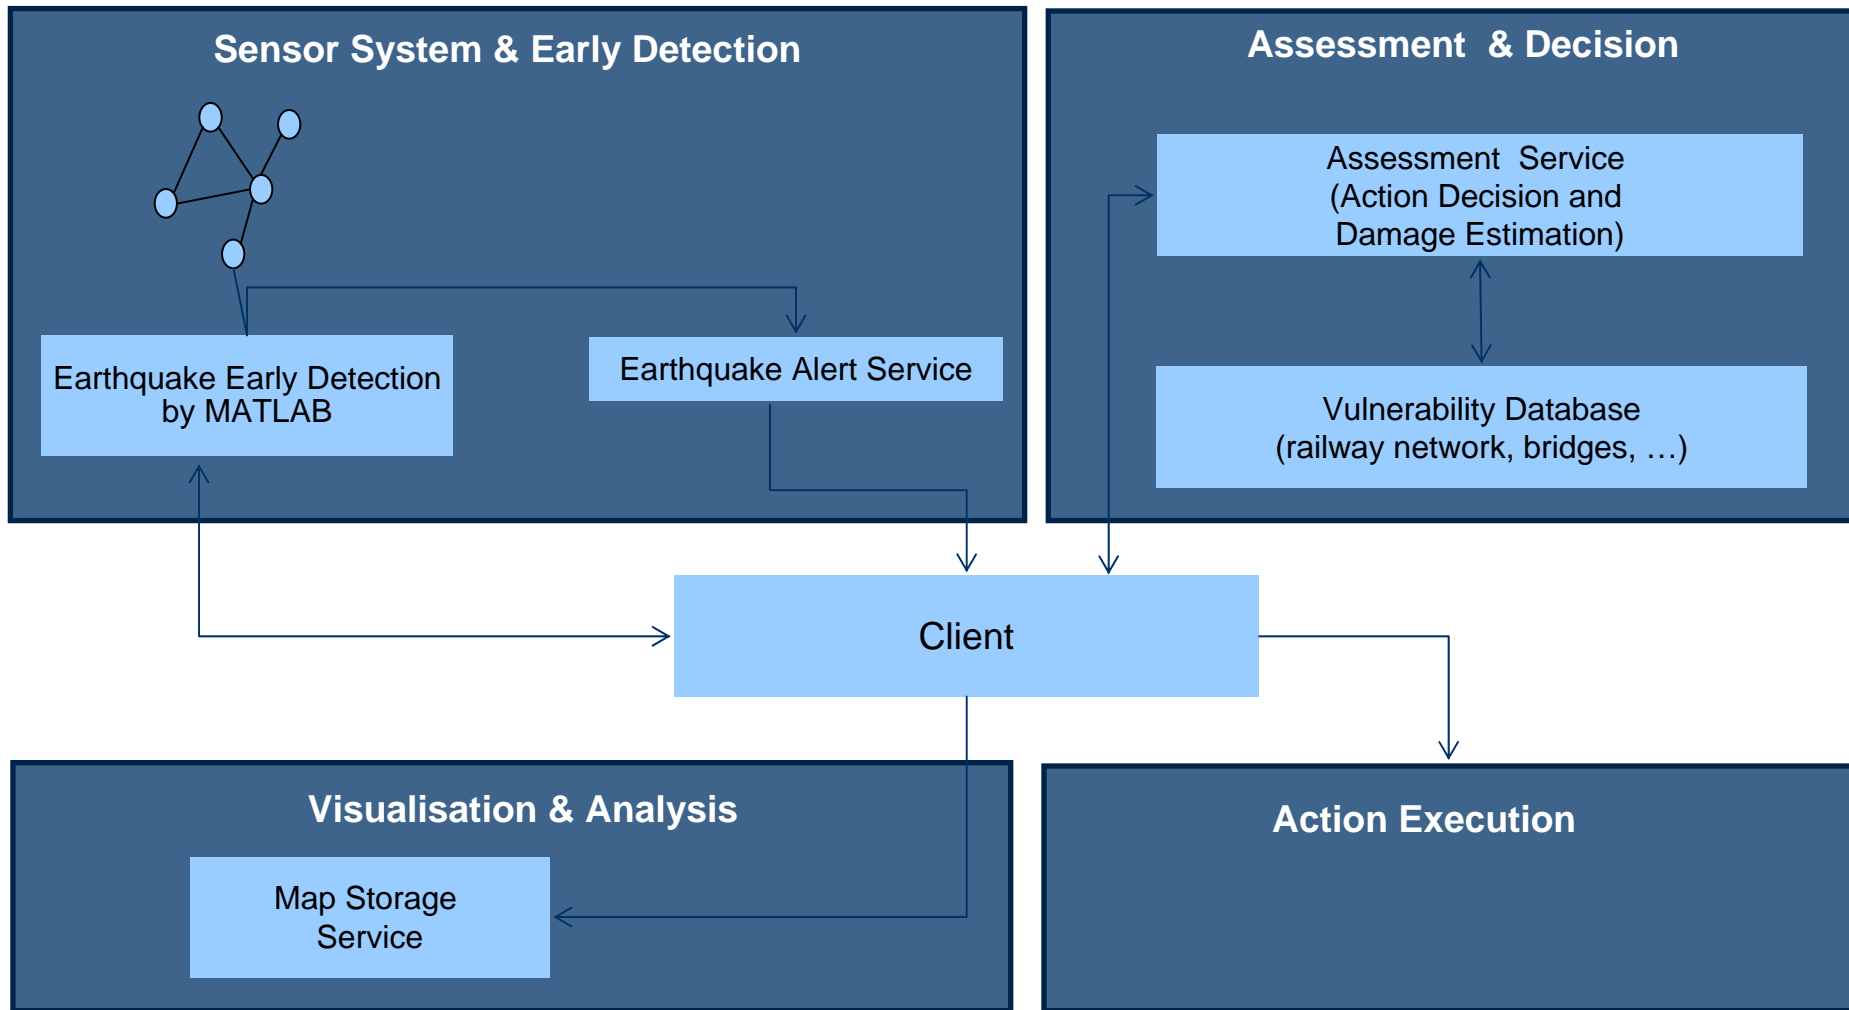 Sensor System & Early Detection
Earthquake Early Detection
by MATLAB
Earthquake Alert Service
Assessment & Decision
Assessment Service
(Action Decision and
Damage Estimation)
Vulnerability Database
(railway network, bridges, …)
Client
Visualisation & Analysis
Map Storage
Service
Action Execution